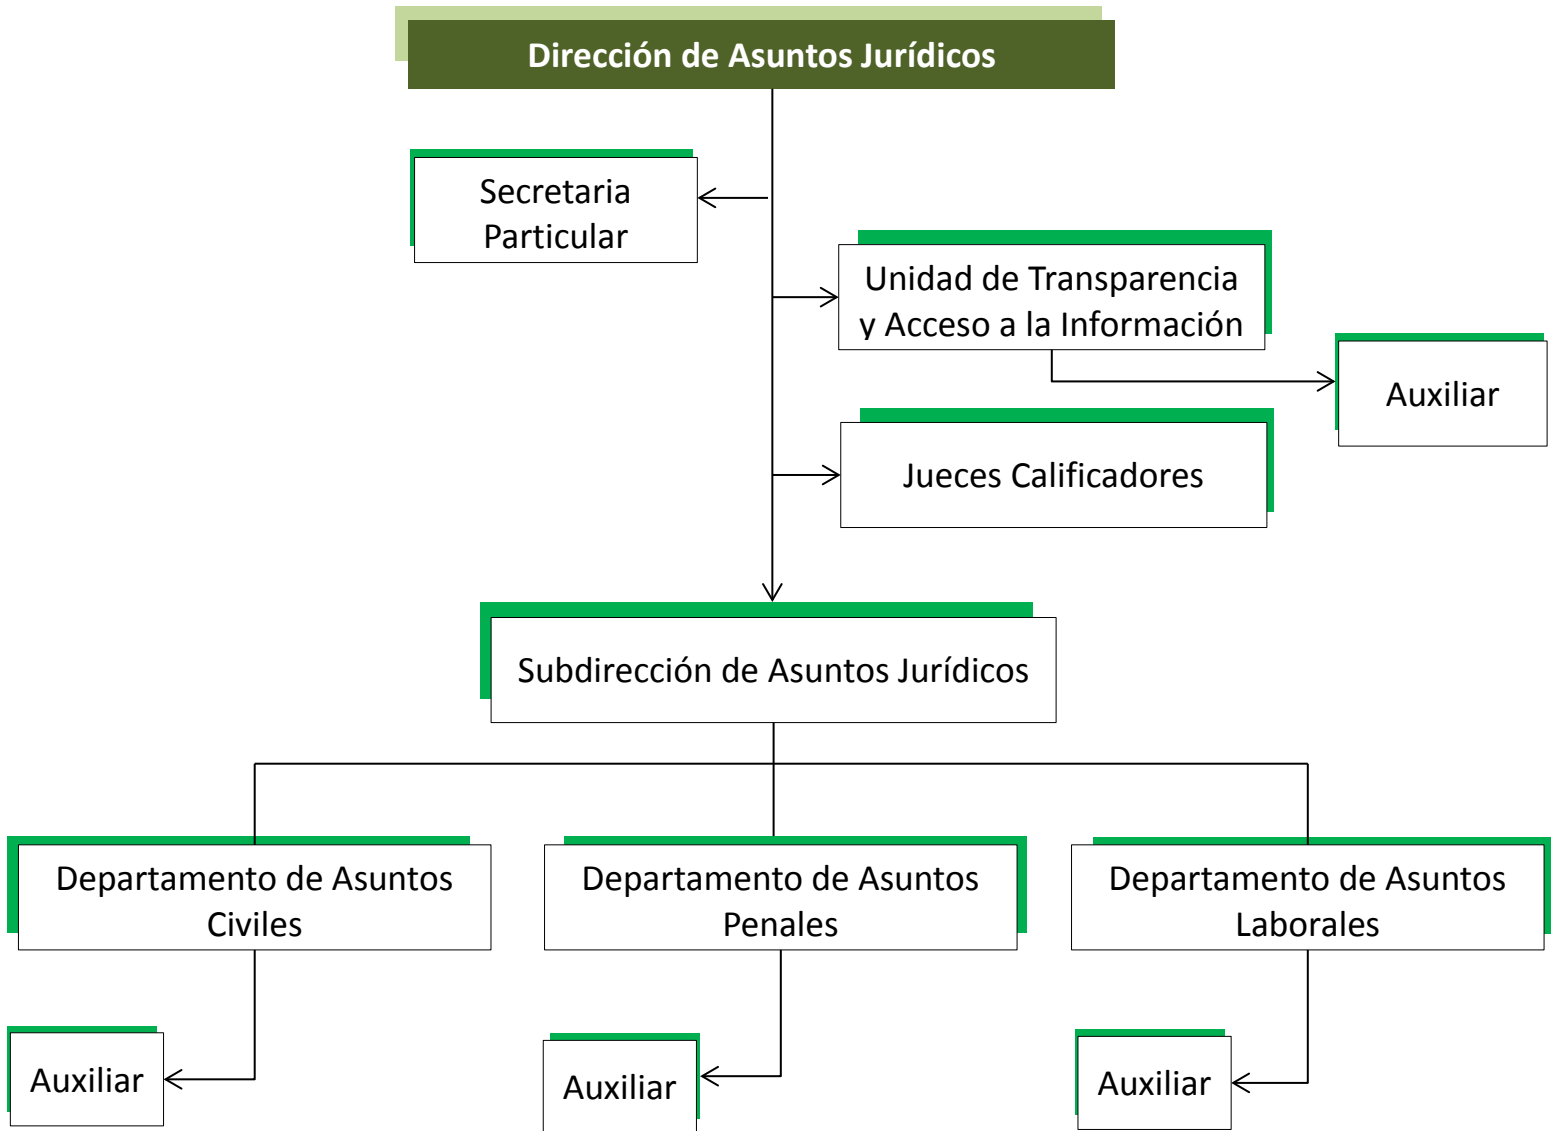 Dirección de Asuntos Jurídicos
Secretaria
Particular
Unidad de Transparencia
y Acceso a la Información
Auxiliar
Jueces Calificadores
Subdirección de Asuntos Jurídicos
Departamento de Asuntos
Civiles
Departamento de Asuntos
Penales
Departamento de Asuntos
Laborales
Auxiliar
Auxiliar
Auxiliar